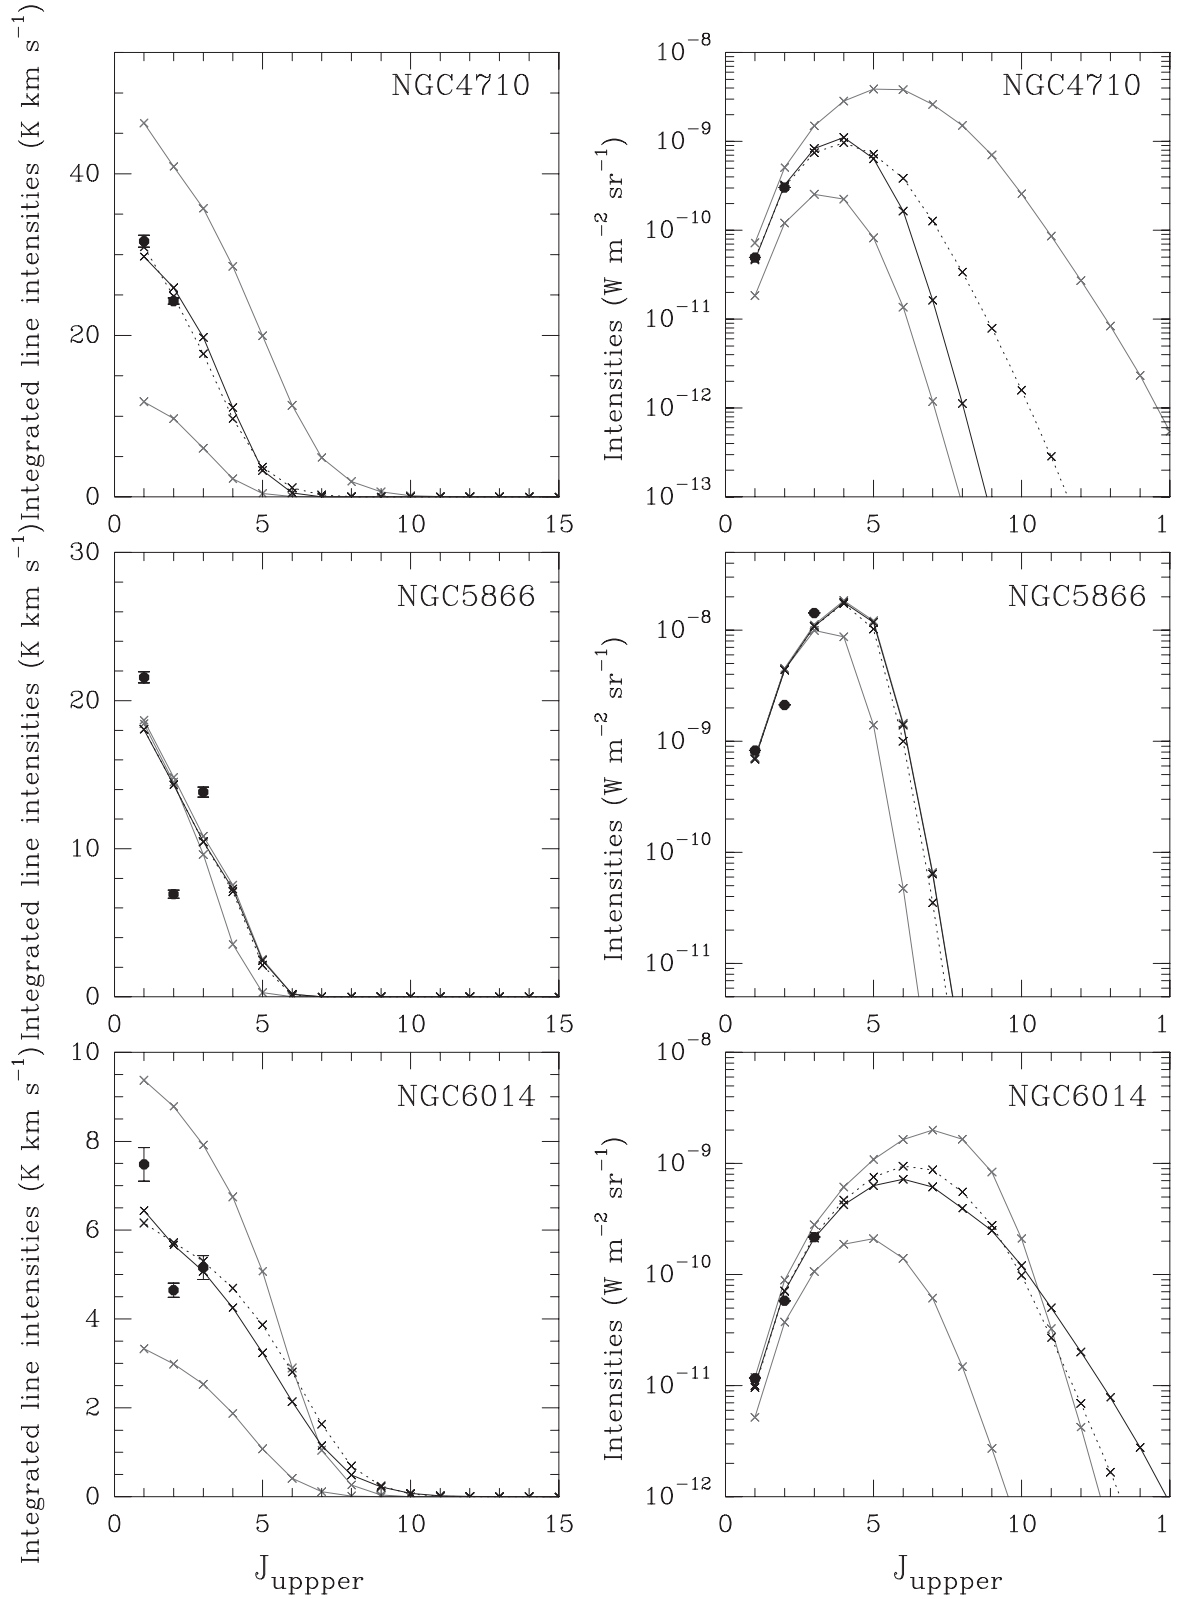 NGC4710
Integrated line intensities (K km s⁻¹)
40
20
0
0 5 10 15
NGC4710
Intensities (W m⁻² sr⁻¹)
10⁻⁸
10⁻⁹
10⁻¹⁰
10⁻¹¹
10⁻¹²
10⁻¹³
0 5 10 1
NGC5866
Integrated line intensities (K km s⁻¹)
30
20
10
0
0 5 10 15
NGC5866
Intensities (W m⁻² sr⁻¹)
10⁻⁸
10⁻⁹
10⁻¹⁰
10⁻¹¹
0 5 10 1
NGC6014
Integrated line intensities (K km s⁻¹)
10
8
6
4
2
0
0 5 10 15
J_uppper
NGC6014
Intensities (W m⁻² sr⁻¹)
10⁻⁸
10⁻⁹
10⁻¹⁰
10⁻¹¹
10⁻¹²
0 5 10 1
J_uppper